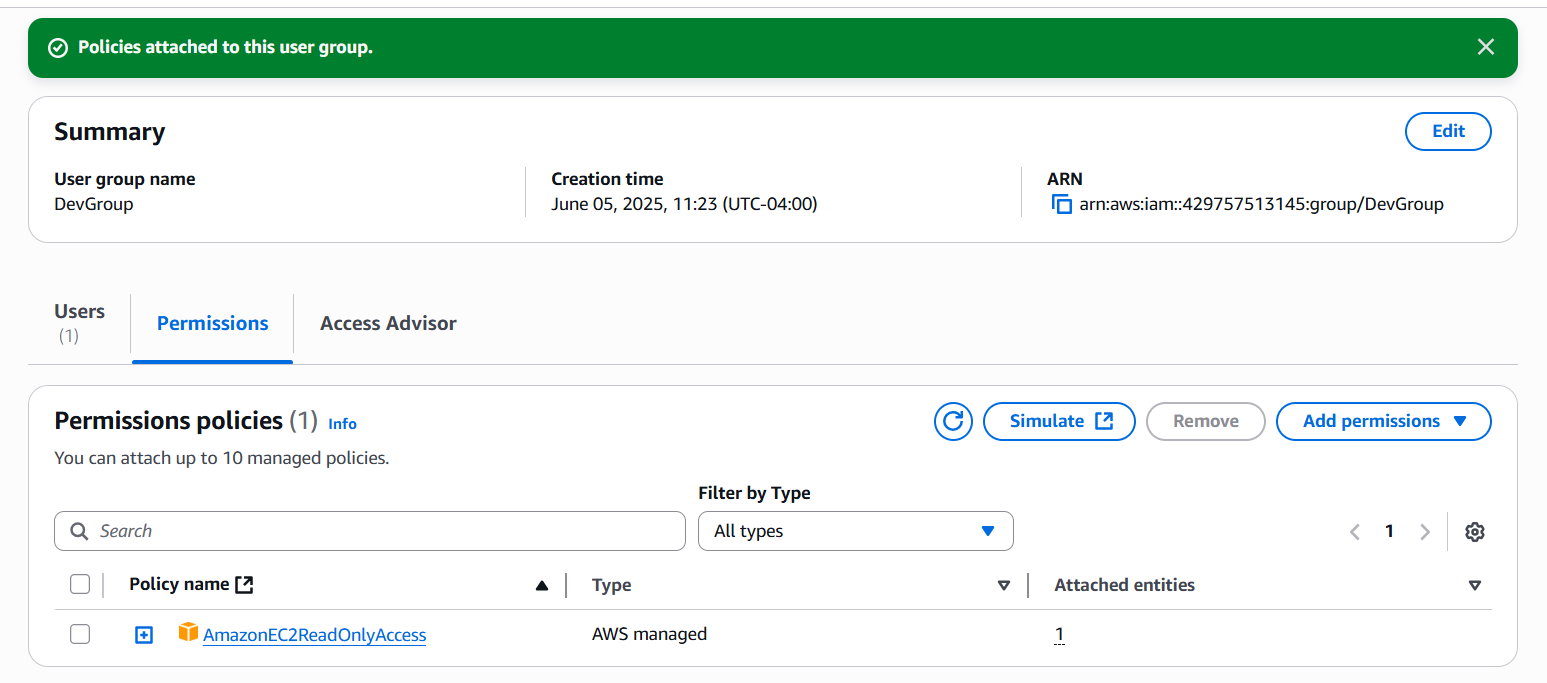 Policies attached to this user group.
Summary
Edit
User group name
DevGroup
Creation time
June 05, 2025, 11:23 (UTC-04:00)
ARN
arn:aws:iam::429757513145:group/DevGroup
Users
(1)
Permissions
Access Advisor
Permissions policies (1) Info
You can attach up to 10 managed policies.
Simulate
Remove
Add permissions
Filter by Type
Search
All types
1
Policy name
Type
Attached entities
AmazonEC2ReadOnlyAccess
AWS managed
1